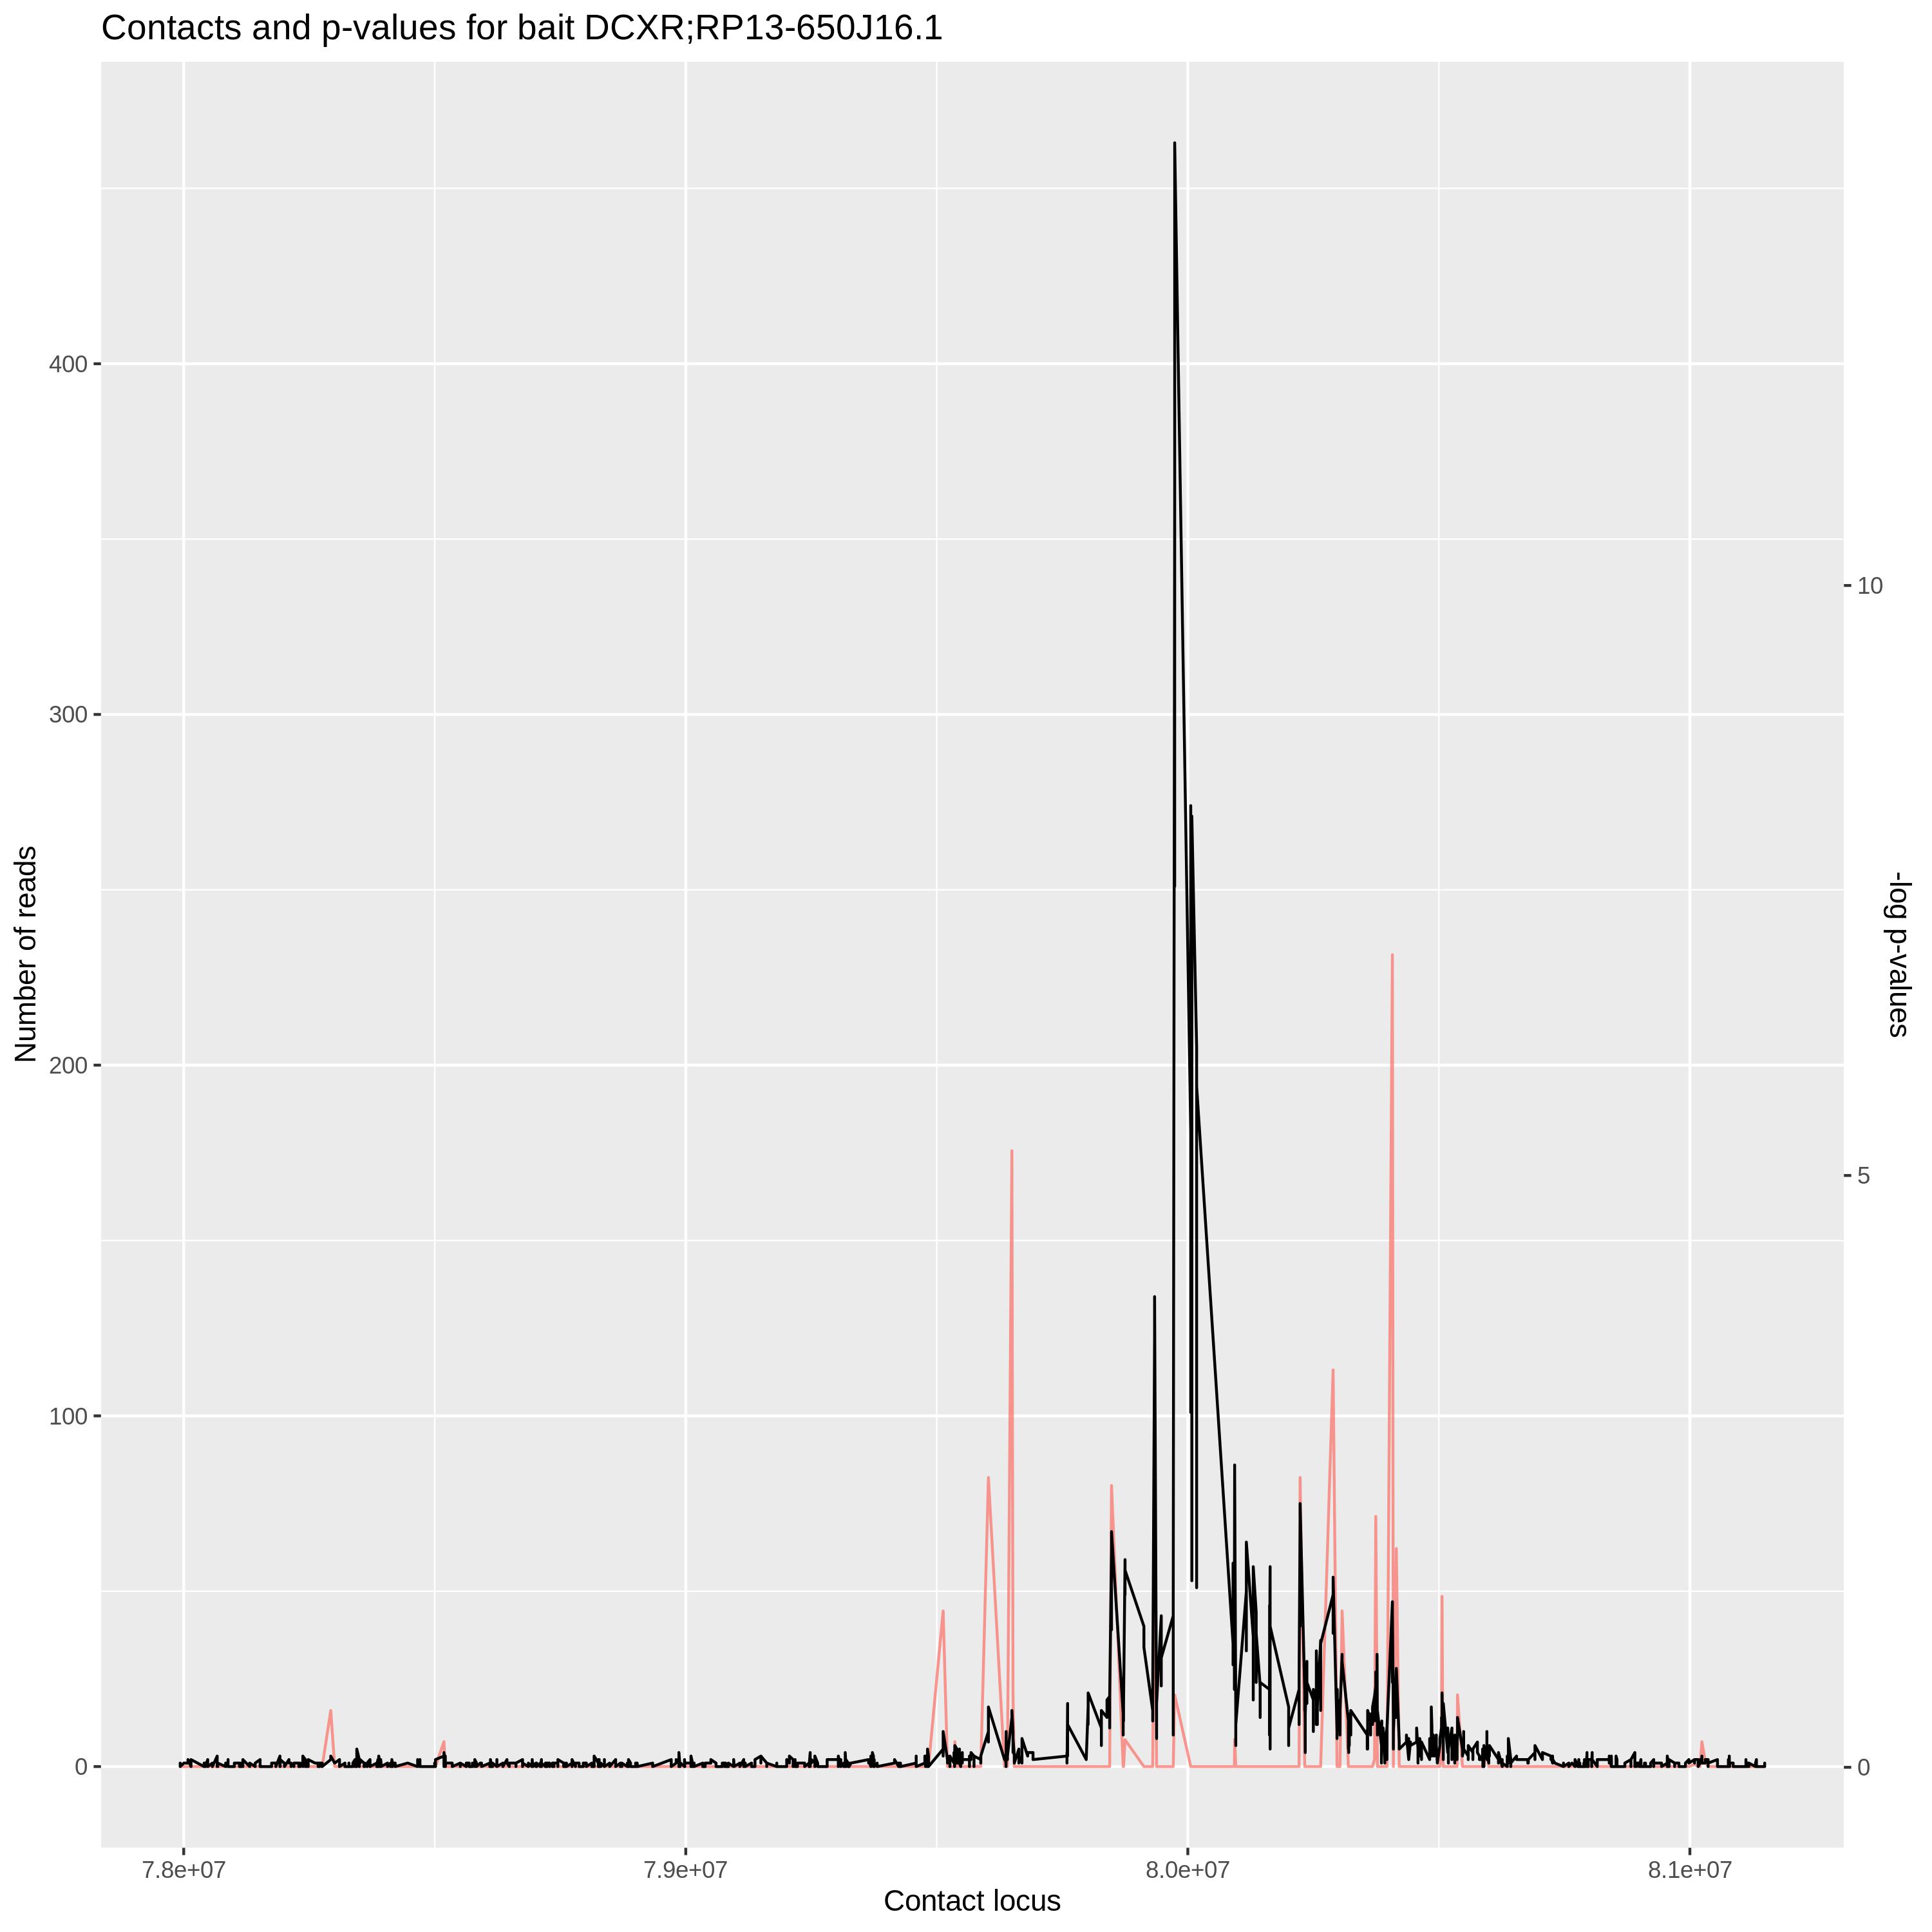 Contacts and p-values for bait DCXR;RP13-650J16.1
400
300
200
100
0
Number of reads
10
5
0
-log p-values
7.8e+07
7.9e+07
8.0e+07
8.1e+07
Contact locus